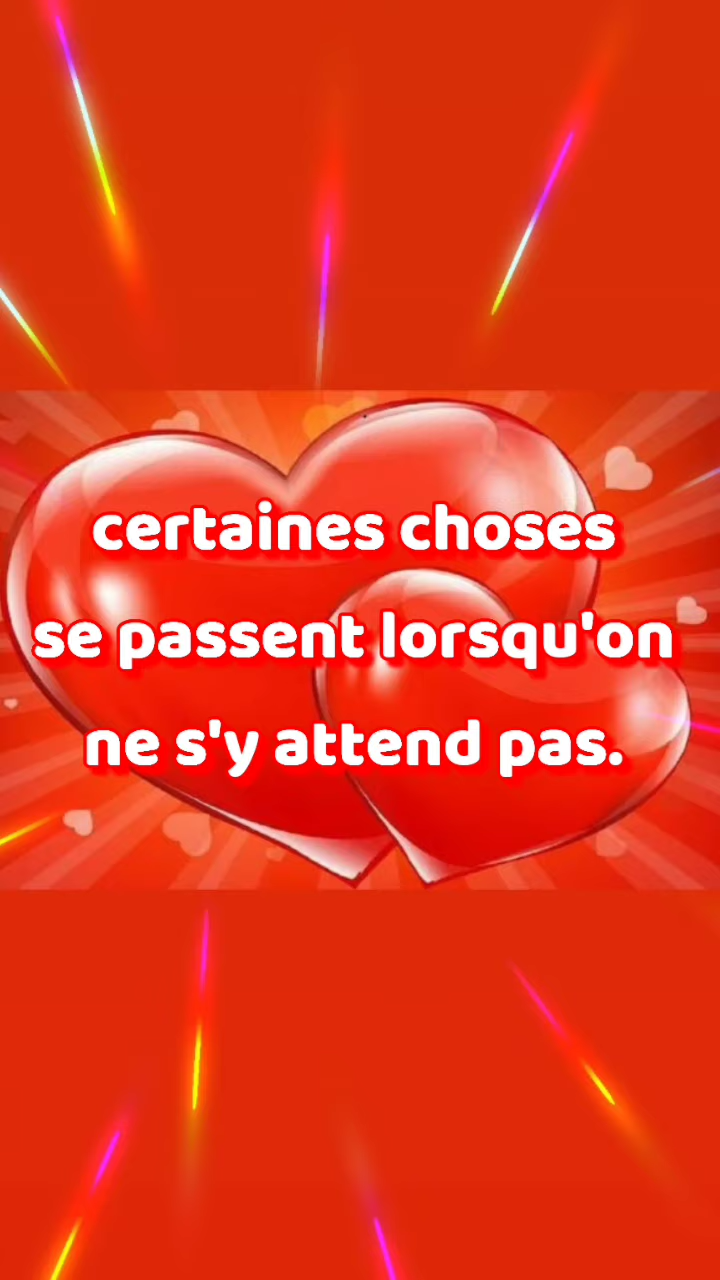 certaines choses
se passent lorsqu'on
ne s'y attend pas.